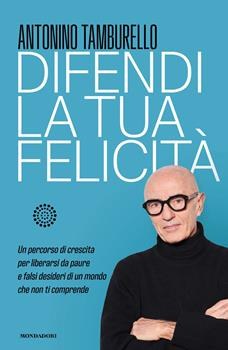 ANTONINO TAMBURELLO
DIFENDI
LA TUA
FELICITÀ
Un percorso di crescita
per liberarsi da paure
e falsi desideri di un mondo
che non ti comprende
MONDADORI